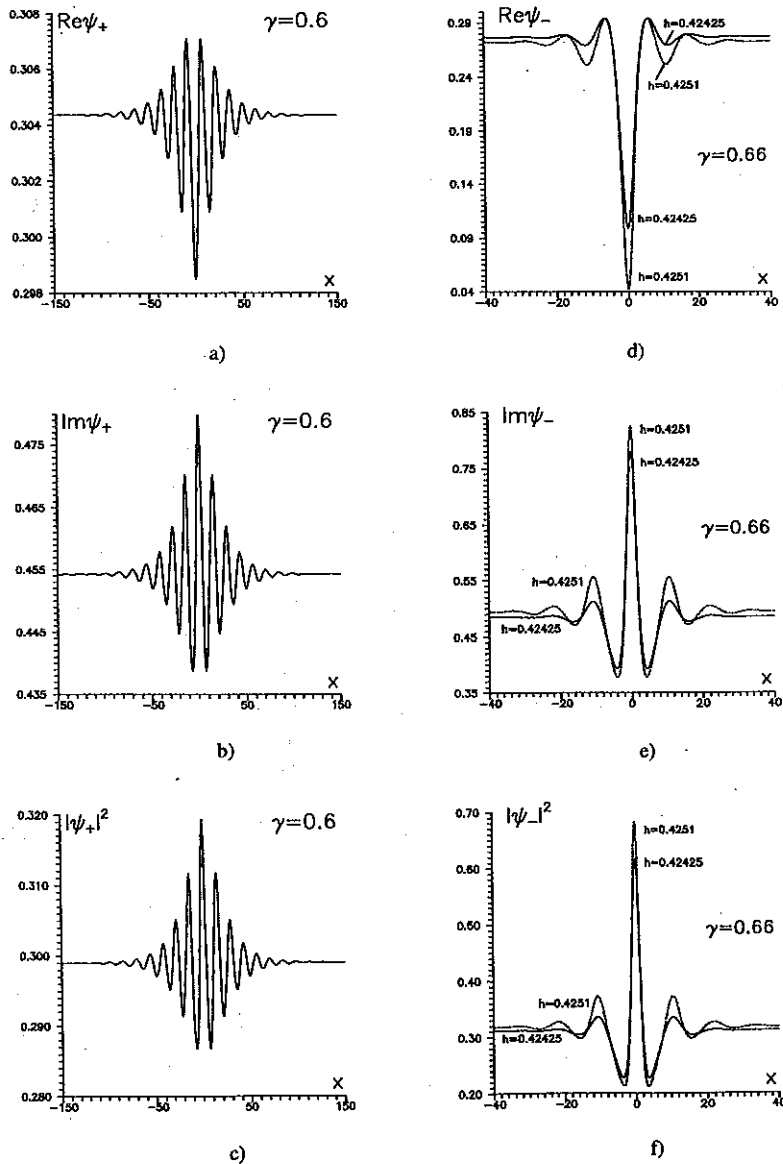 Reψ₊ γ=0.6
0.308
0.306
0.304
0.302
0.300
0.298
−150 −50 50 150
X
a)
Reψ₋
0.29
0.24
0.19
0.14
0.09
0.04
h=0.42425
h=0.4251
γ=0.66
h=0.42425
h=0.4251
X
−40 −20 0 20 40
d)
Imψ₊ γ=0.6
0.475
0.465
0.455
0.445
0.435
−150 −50 50 150
X
b)
Imψ₋
0.85
0.75
0.65
0.55
0.45
0.35
h=0.4251
h=0.42425
γ=0.66
h=0.4251
h=0.42425
X
−40 −20 0 20 40
e)
|ψ₊|² γ=0.6
0.320
0.310
0.300
0.290
0.280
−150 −50 50 150
X
c)
|ψ₋|²
0.70
0.60
0.50
0.40
0.30
0.20
h=0.4251
h=0.42425
γ=0.66
h=0.4251
h=0.42425
X
−40 −20 0 20 40
f)